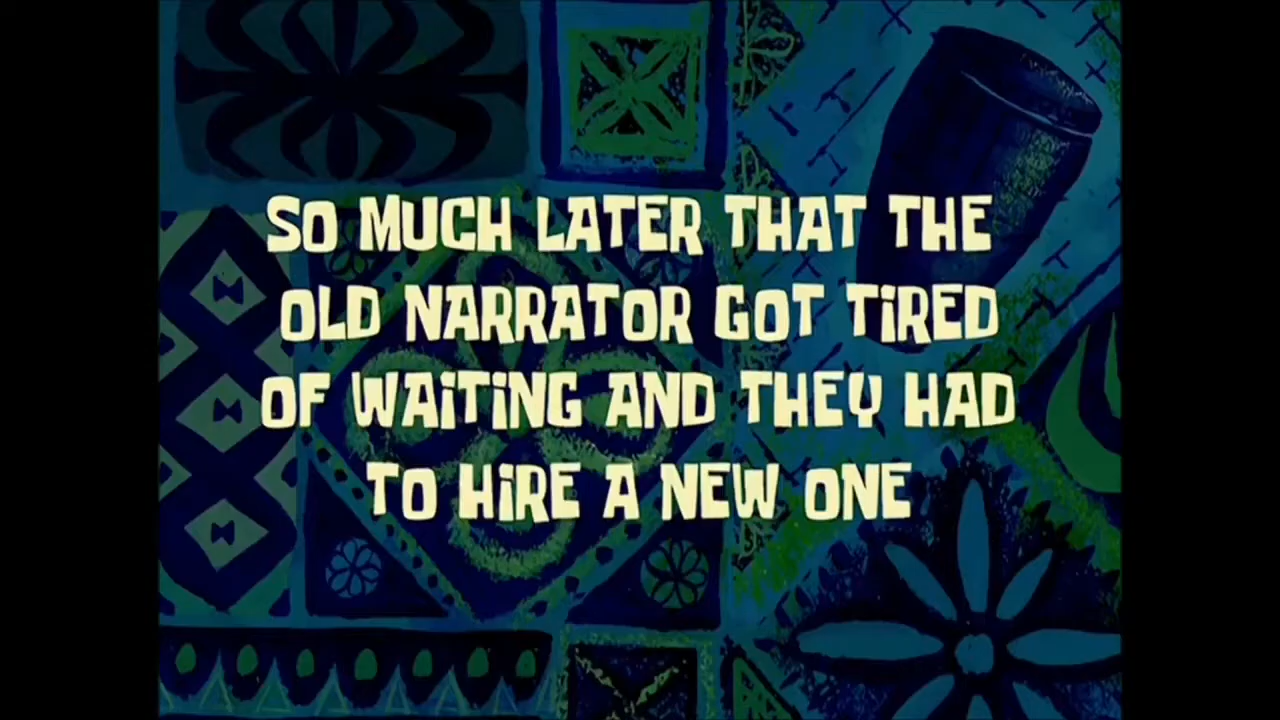 SO MUCH LATER THAT THE
OLD NARRATOR GOT TiRED
OF WAiTiNG AND THEY HAD
TO HiRE A NEW ONE